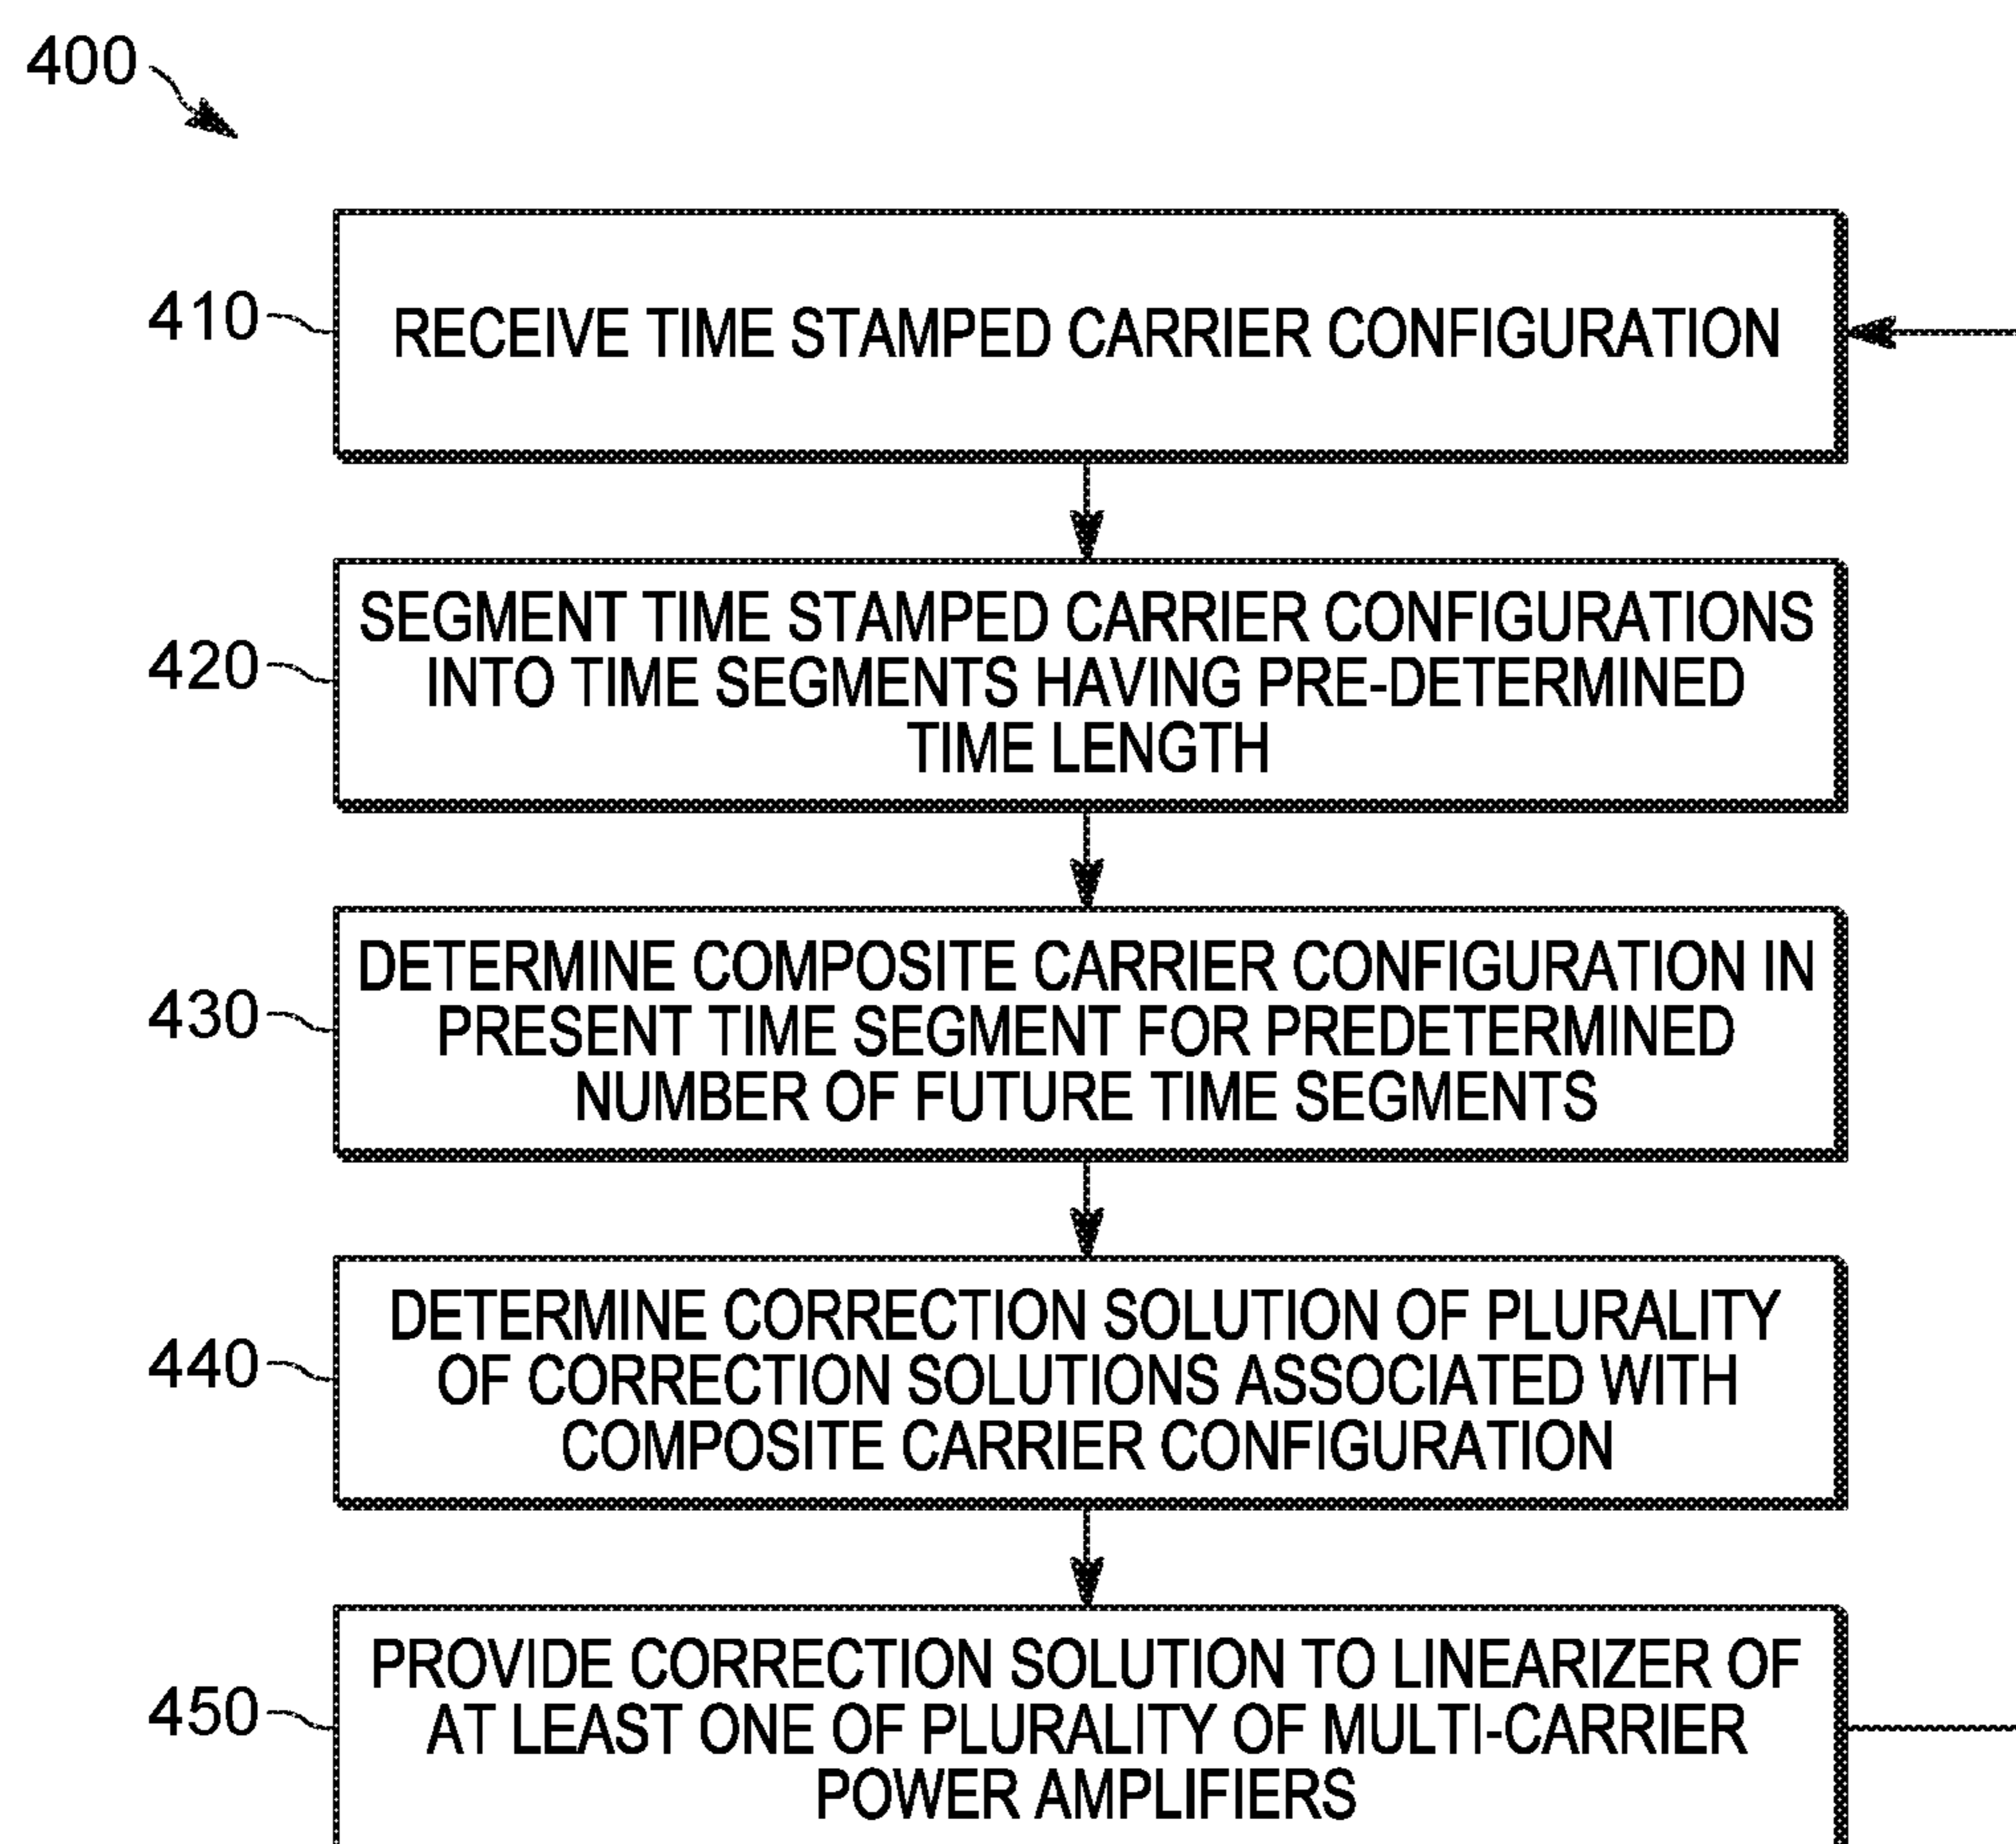 400
410
RECEIVE TIME STAMPED CARRIER CONFIGURATION
420
SEGMENT TIME STAMPED CARRIER CONFIGURATIONS
INTO TIME SEGMENTS HAVING PRE-DETERMINED
TIME LENGTH
430
DETERMINE COMPOSITE CARRIER CONFIGURATION IN
PRESENT TIME SEGMENT FOR PREDETERMINED
NUMBER OF FUTURE TIME SEGMENTS
440
DETERMINE CORRECTION SOLUTION OF PLURALITY
OF CORRECTION SOLUTIONS ASSOCIATED WITH
COMPOSITE CARRIER CONFIGURATION
450
PROVIDE CORRECTION SOLUTION TO LINEARIZER OF
AT LEAST ONE OF PLURALITY OF MULTI-CARRIER
POWER AMPLIFIERS